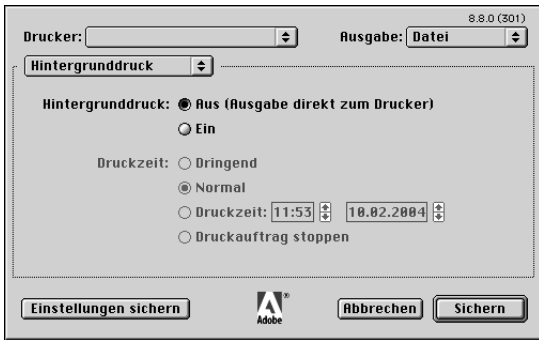 8.8.0 (301)
Drucker: Ausgabe: Datei
Hintergrunddruck
Hintergrunddruck: Aus (Ausgabe direkt zum Drucker)
Ein
Druckzeit: Dringend
Normal
Druckzeit: 11:53 10.02.2004
Druckauftrag stoppen
Einstellungen sichern Adobe Abbrechen Sichern